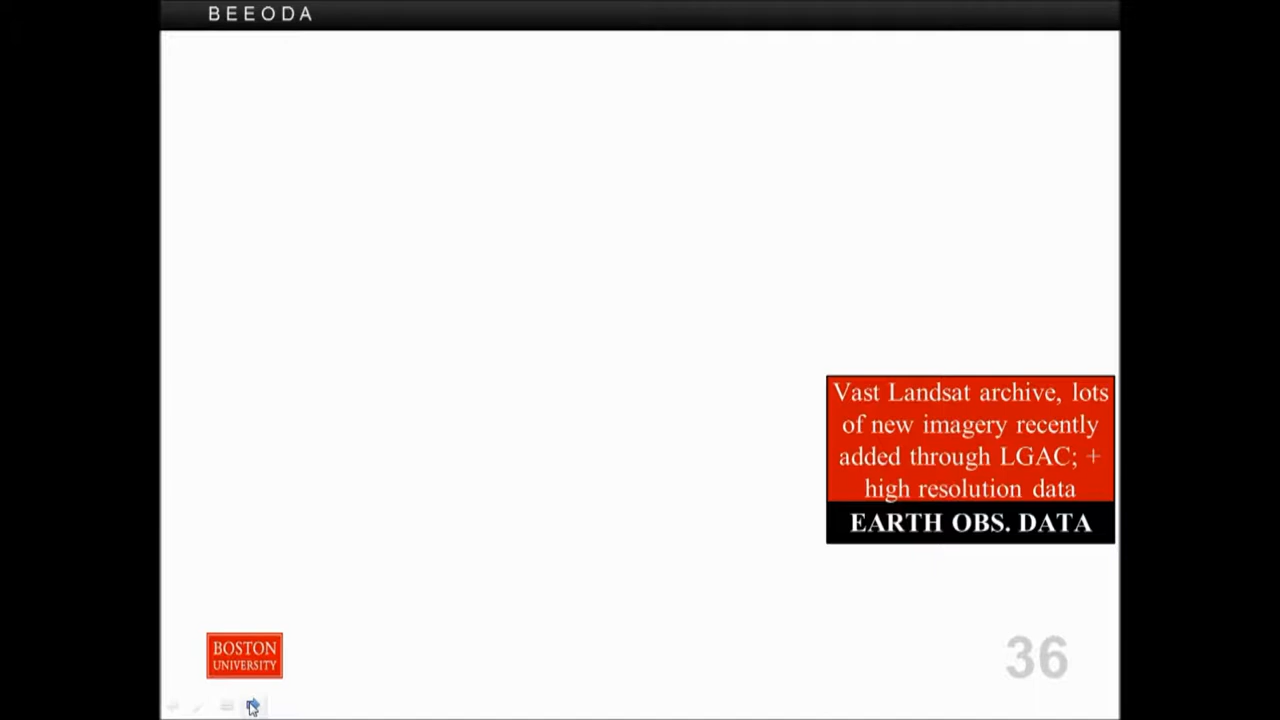 BEEODA
Vast Landsat archive, lots
of new imagery recently
added through LGAC; +
high resolution data
EARTH OBS. DATA
BOSTON
UNIVERSITY
36